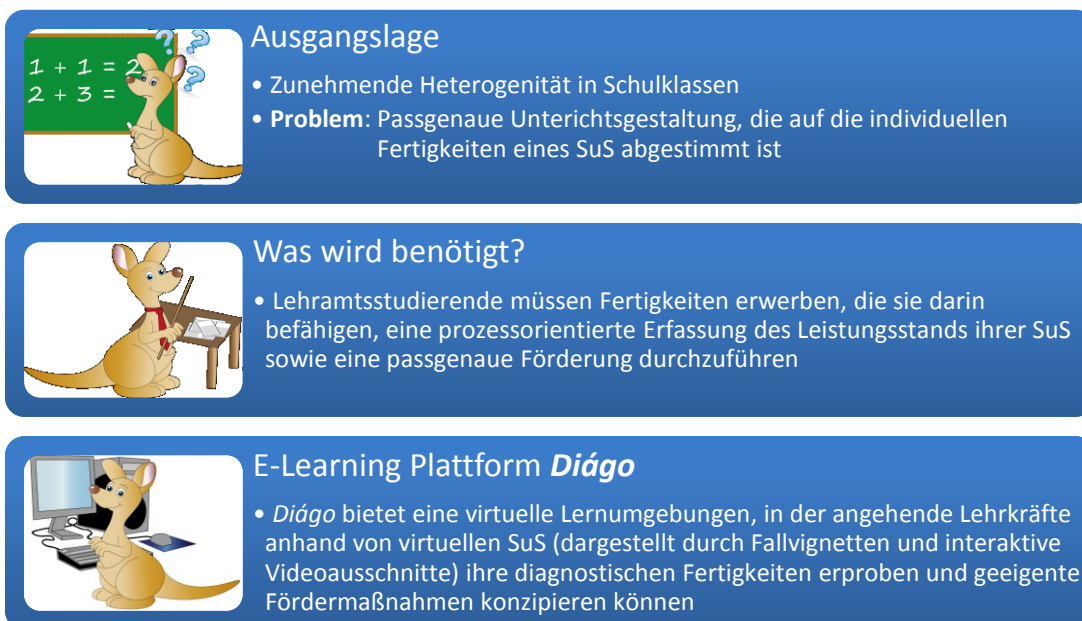 1 + 1 = 2
2 + 3 =
? ? ?
Ausgangslage
• Zunehmende Heterogenität in Schulklassen
• Problem: Passgenaue Unterichtsgestaltung, die auf die individuellen
Fertigkeiten eines SuS abgestimmt ist
Was wird benötigt?
• Lehramtsstudierende müssen Fertigkeiten erwerben, die sie darin
befähigen, eine prozessorientierte Erfassung des Leistungsstands ihrer SuS
sowie eine passgenaue Förderung durchzuführen
E-Learning Plattform Diágo
• Diágo bietet eine virtuelle Lernumgebungen, in der angehende Lehrkräfte
anhand von virtuellen SuS (dargestellt durch Fallvignetten und interaktive
Videoausschnitte) ihre diagnostischen Fertigkeiten erproben und geeigente
Fördermaßnahmen konzipieren können